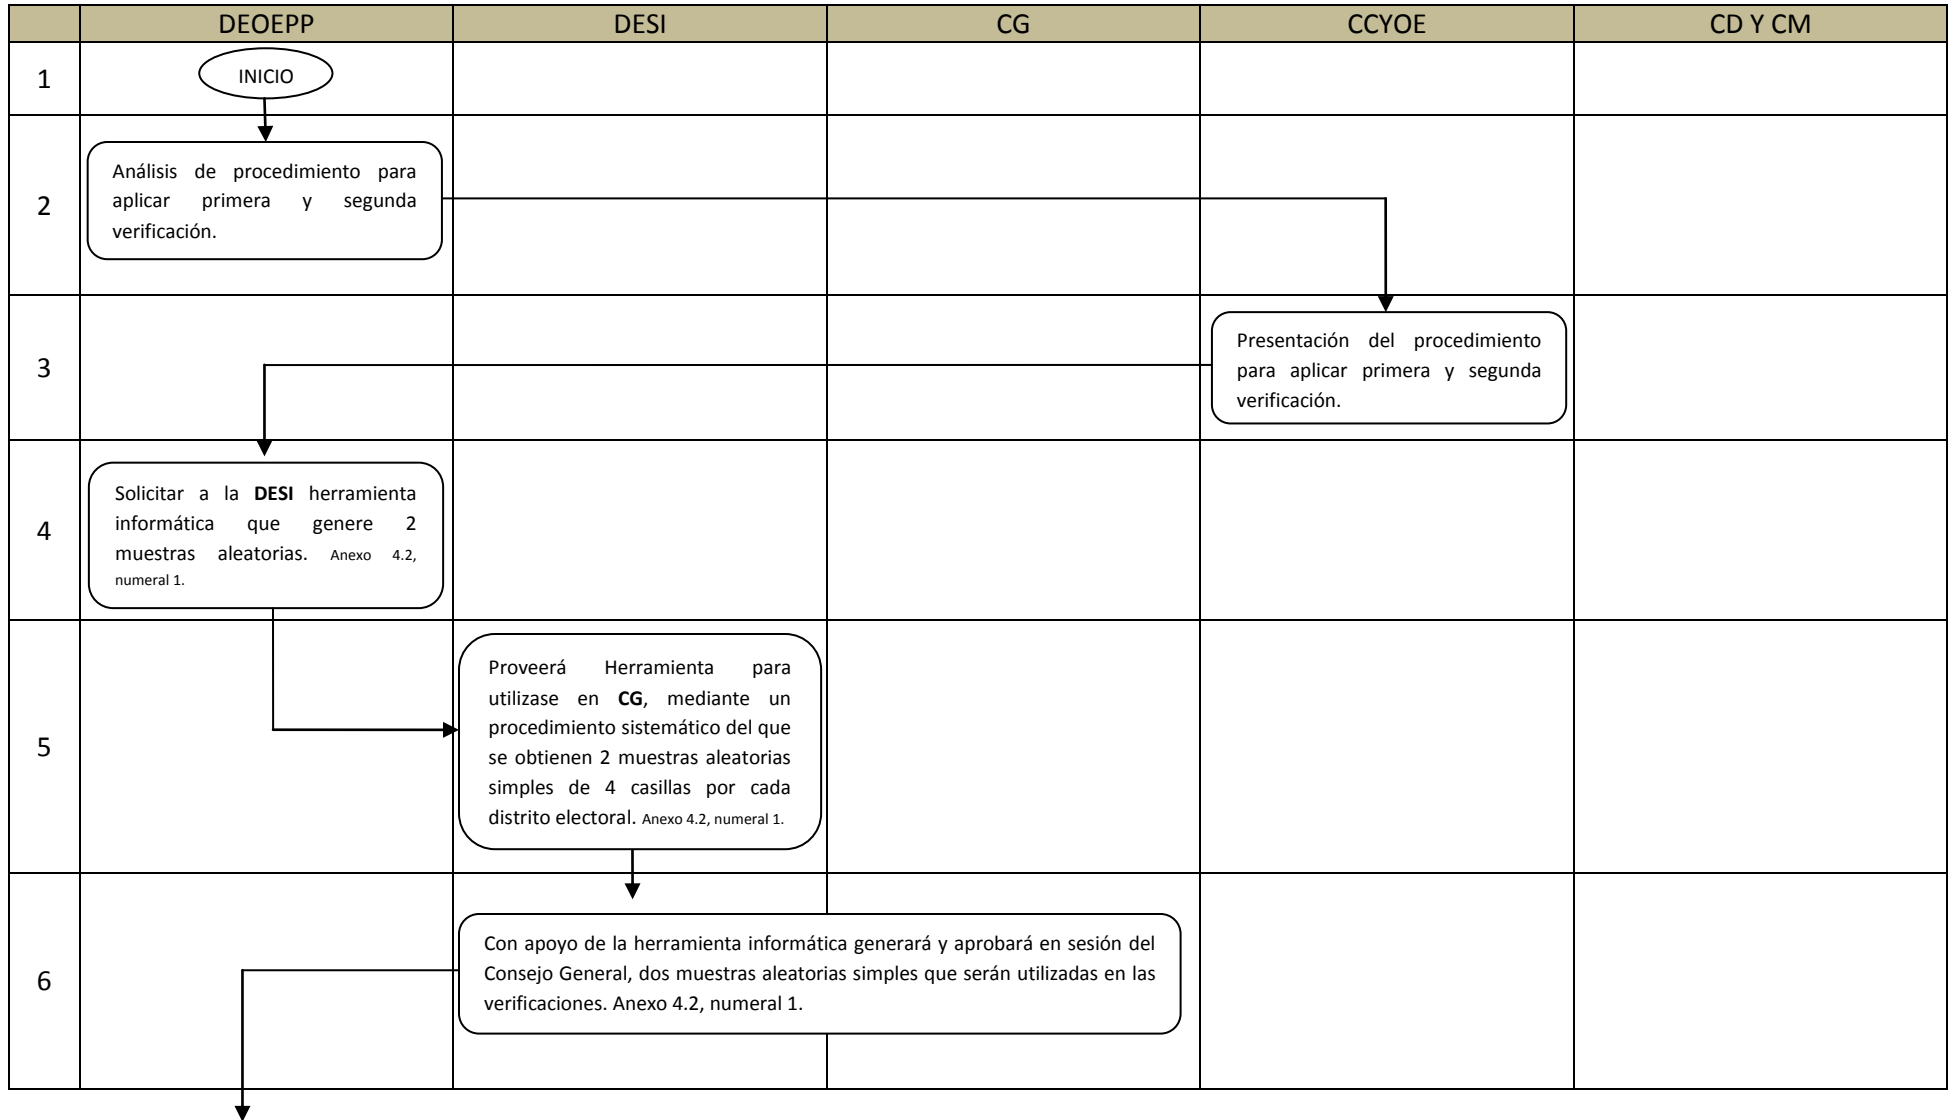 DEOEPP DESI CG CCYOE CD Y CM
1
INICIO
2
Análisis de procedimiento para
aplicar primera y segunda
verificación.
3
Presentación del procedimiento
para aplicar primera y segunda
verificación.
4
Solicitar a la DESI herramienta
informática que genere 2
muestras aleatorias. Anexo 4.2,
numeral 1.
5
Proveerá Herramienta para
utilizase en CG, mediante un
procedimiento sistemático del que
se obtienen 2 muestras aleatorias
simples de 4 casillas por cada
distrito electoral. Anexo 4.2, numeral 1.
6
Con apoyo de la herramienta informática generará y aprobará en sesión del
Consejo General, dos muestras aleatorias simples que serán utilizadas en las
verificaciones. Anexo 4.2, numeral 1.